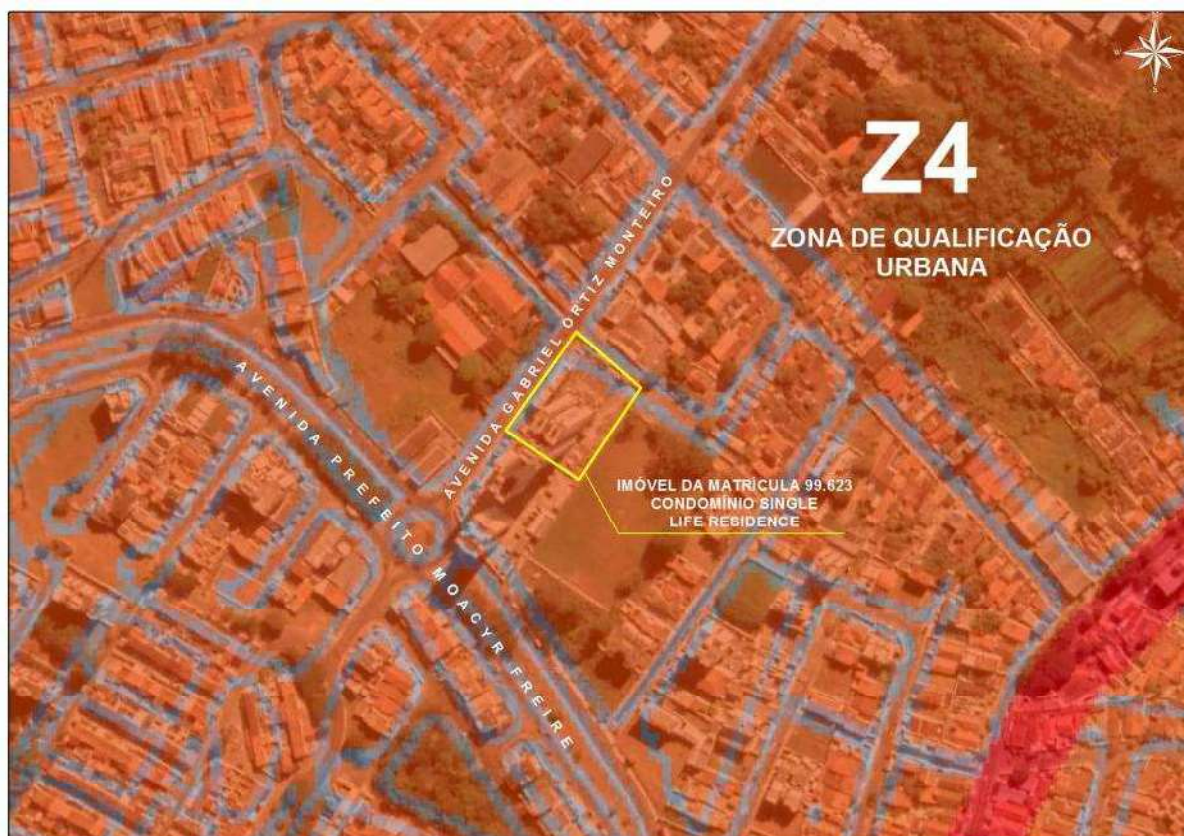 Z4
ZONA DE QUALIFICAÇÃO
URBANA
AVENIDA GABRIEL ORTIZ MONTEIRO
AVENIDA PREFEITO MOACYR FREIRE
IMÓVEL DA MATRÍCULA 99.623
CONDOMÍNIO SINGLE
LIFE RESIDENCE